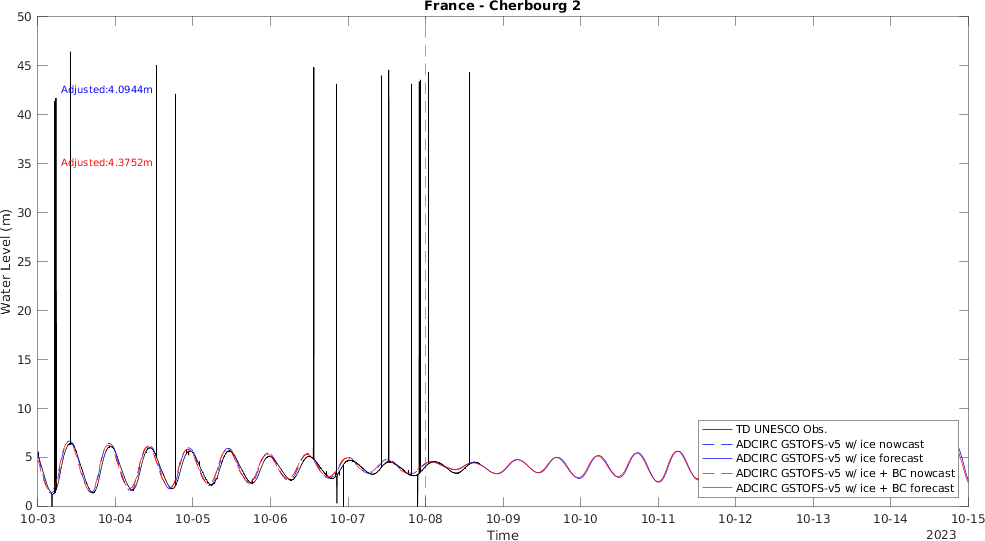 France - Cherbourg 2
50
45
40
35
30
25
20
15
10
5
0
Water Level (m)
Adjusted:4.0944m
Adjusted:4.3752m
TD UNESCO Obs.
ADCIRC GSTOFS-v5 w/ ice nowcast
ADCIRC GSTOFS-v5 w/ ice forecast
ADCIRC GSTOFS-v5 w/ ice + BC nowcast
ADCIRC GSTOFS-v5 w/ ice + BC forecast
10-03 10-04 10-05 10-06 10-07 10-08 10-09 10-10 10-11 10-12 10-13 10-14 10-15
Time
2023